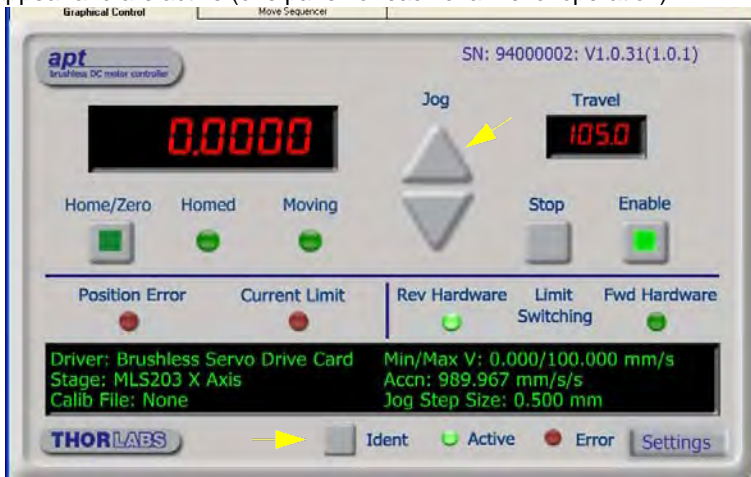 Graphical Control Move Sequencer
apt
brushless DC motor controller
SN: 94000002: V1.0.31(1.0.1)
Jog
Travel
0.0000
105.0
Home/Zero Homed Moving
Stop Enable
Position Error Current Limit
Rev Hardware Limit Switching Fwd Hardware
Driver: Brushless Servo Drive Card
Stage: MLS203 X Axis
Calib File: None
Min/Max V: 0.000/100.000 mm/s
Accn: 989.967 mm/s/s
Jog Step Size: 0.500 mm
THORLABS
Ident Active Error Settings